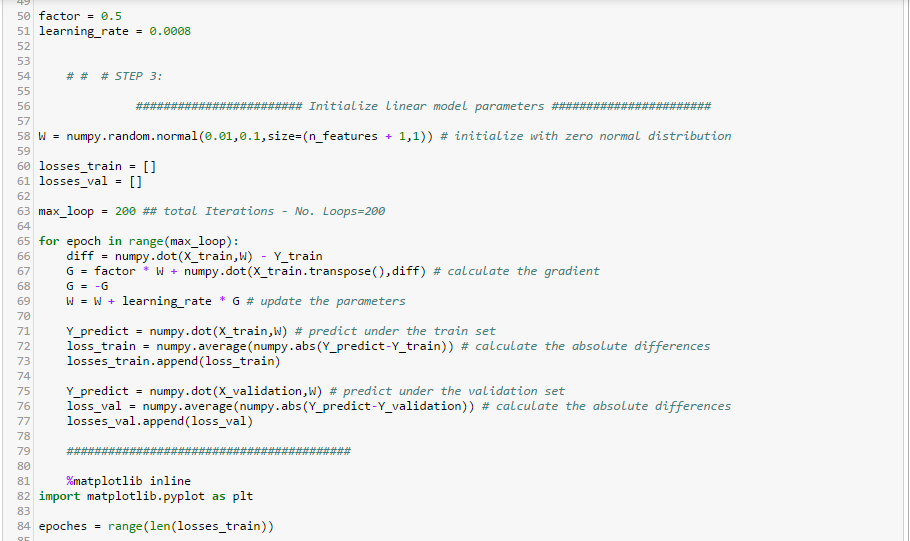 49
50 factor = 0.5
51 learning_rate = 0.0008
52
53
54 # # # STEP 3:
55
56 ######################## Initialize linear model parameters #######################
57
58 W = numpy.random.normal(0.01,0.1,size=(n_features + 1,1)) # initialize with zero normal distribution
59
60 losses_train = []
61 losses_val = []
62
63 max_loop = 200 ## total Iterations - No. Loops=200
64
65 for epoch in range(max_loop):
66 diff = numpy.dot(X_train,W) - Y_train
67 G = factor * W + numpy.dot(X_train.transpose(),diff) # calculate the gradient
68 G = -G
69 W = W + learning_rate * G # update the parameters
70
71 Y_predict = numpy.dot(X_train,W) # predict under the train set
72 loss_train = numpy.average(numpy.abs(Y_predict-Y_train)) # calculate the absolute differences
73 losses_train.append(loss_train)
74
75 Y_predict = numpy.dot(X_validation,W) # predict under the validation set
76 loss_val = numpy.average(numpy.abs(Y_predict-Y_validation)) # calculate the absolute differences
77 losses_val.append(loss_val)
78
79 #########################################
80
81 %matplotlib inline
82 import matplotlib.pyplot as plt
83
84 epoches = range(len(losses_train))
85